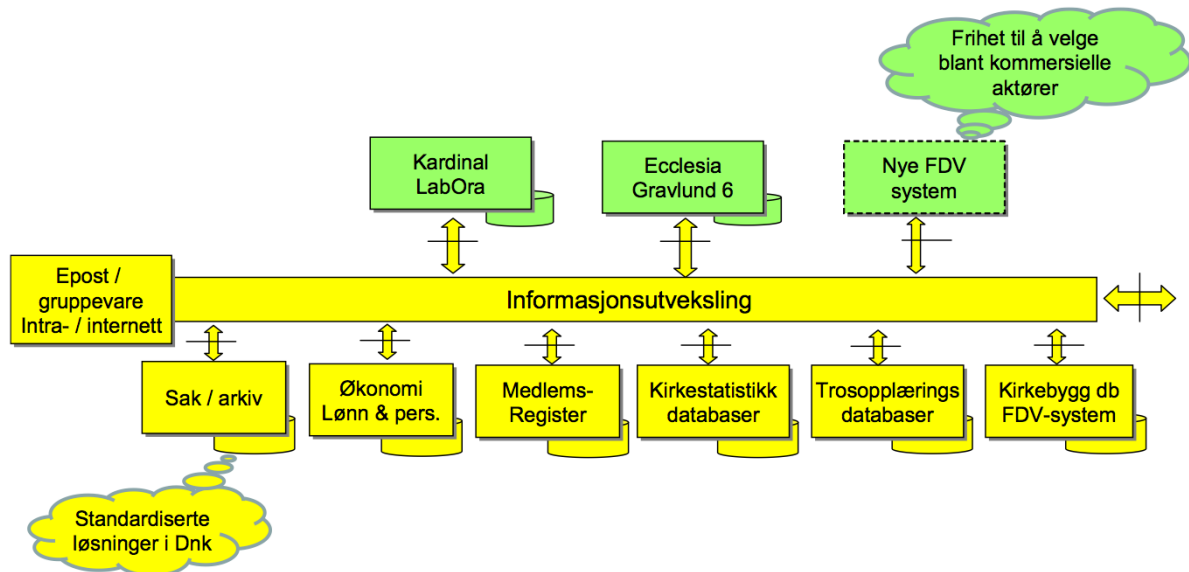 Frihet til å velge
blant kommersielle
aktører
Kardinal
LabOra
Ecclesia
Gravlund 6
Nye FDV
system
Epost /
gruppevare
Intra- / internett
Informasjonsutveksling
Sak / arkiv
Økonomi
Lønn & pers.
Medlems-
Register
Kirkestatistikk
databaser
Trosopplærings
databaser
Kirkebygg db
FDV-system
Standardiserte
løsninger i Dnk